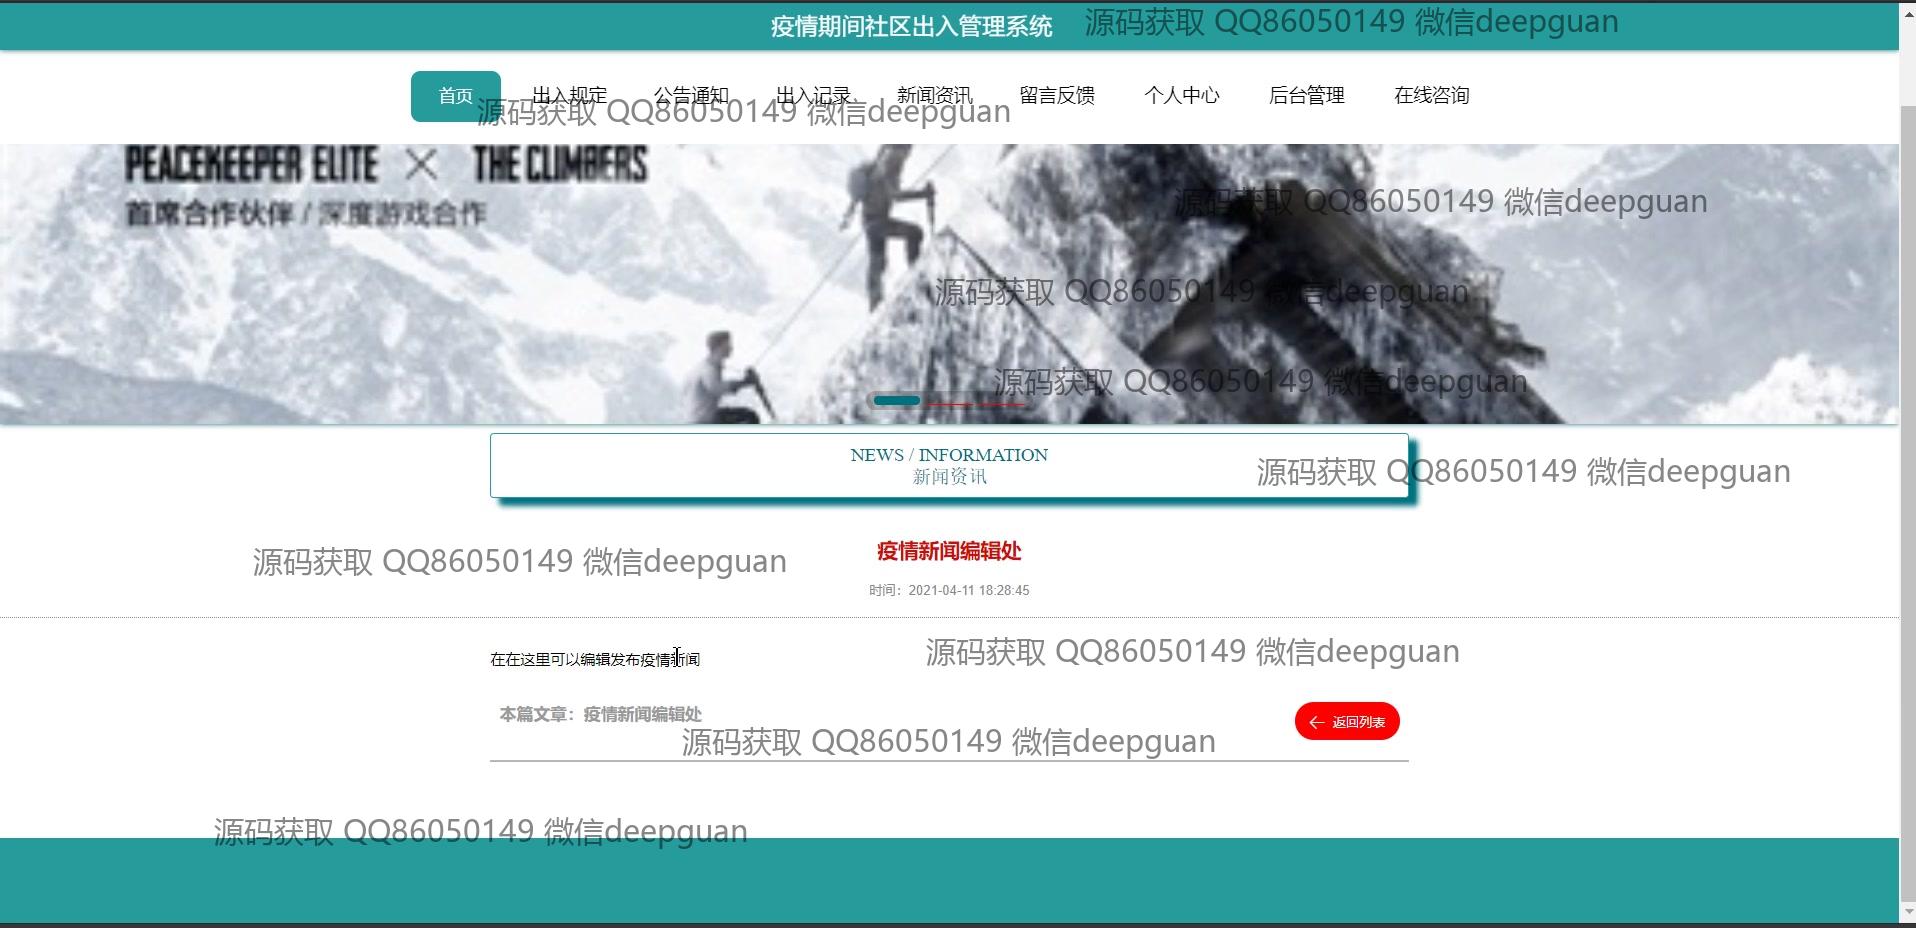 疫情期间社区出入管理系统
源码获取 QQ86050149 微信deepguan
首页 出入规定 公告通知 出入记录 新闻资讯 留言反馈 个人中心 后台管理 在线咨询
源码获取 QQ86050149 微信deepguan
PEACEKEEPER ELITE × THE CLIMBERS
首席合作伙伴 / 深度游戏合作
源码获取 QQ86050149 微信deepguan
源码获取 QQ86050149 微信deepguan
源码获取 QQ86050149 微信deepguan
NEWS / INFORMATION
新闻资讯
源码获取 QQ86050149 微信deepguan
疫情新闻编辑处
源码获取 QQ86050149 微信deepguan
时间：2021-04-11 18:28:45
在在这里可以编辑发布疫情新闻
源码获取 QQ86050149 微信deepguan
本篇文章：疫情新闻编辑处
← 返回列表
源码获取 QQ86050149 微信deepguan
源码获取 QQ86050149 微信deepguan